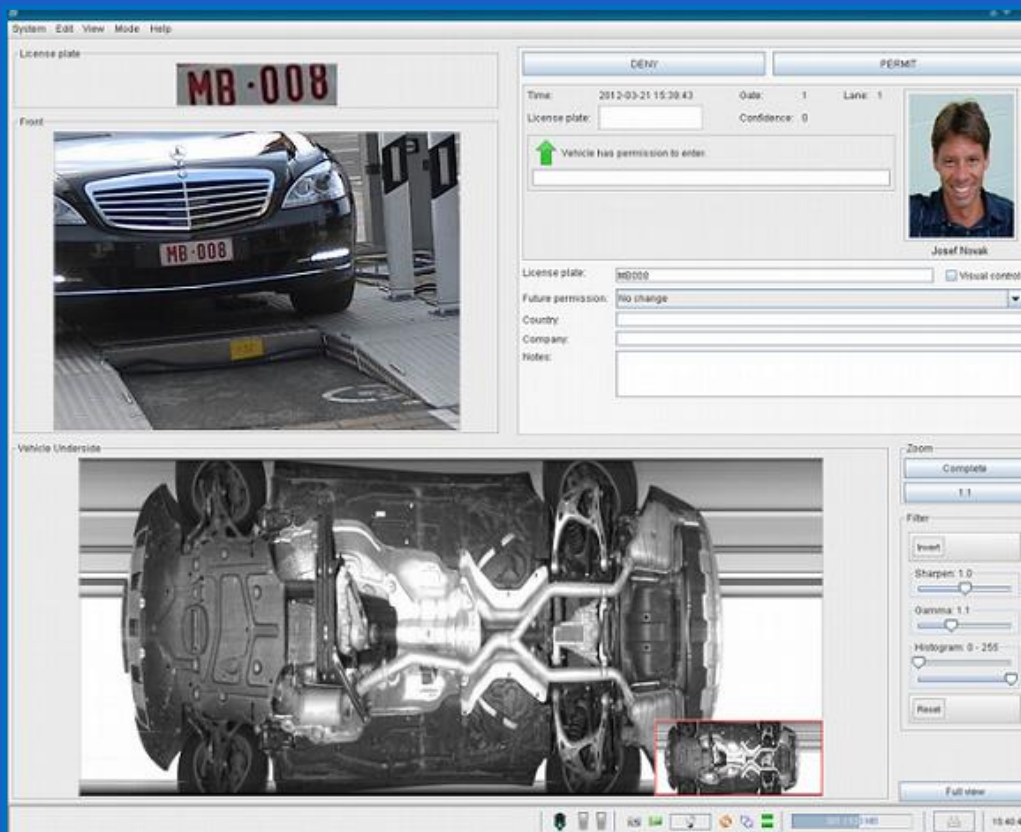 System Edit View Mode Help
License plate
MB·008
Front
MB·008
DENY
PERMIT
Time: 2012-03-21 15:39:43 Gate: 1 Lane: 1
License plate:
Confidence: 0
Vehicle has permission to enter.
Josef Novak
License plate: MB008
Visual control
Future permission: No change
Country:
Company:
Notes:
Vehicle Underside
Zoom
Complete
1:1
Filter
Invert
Sharpen: 1.0
Gamma: 1.1
Histogram: 0 - 255
Reset
Full view